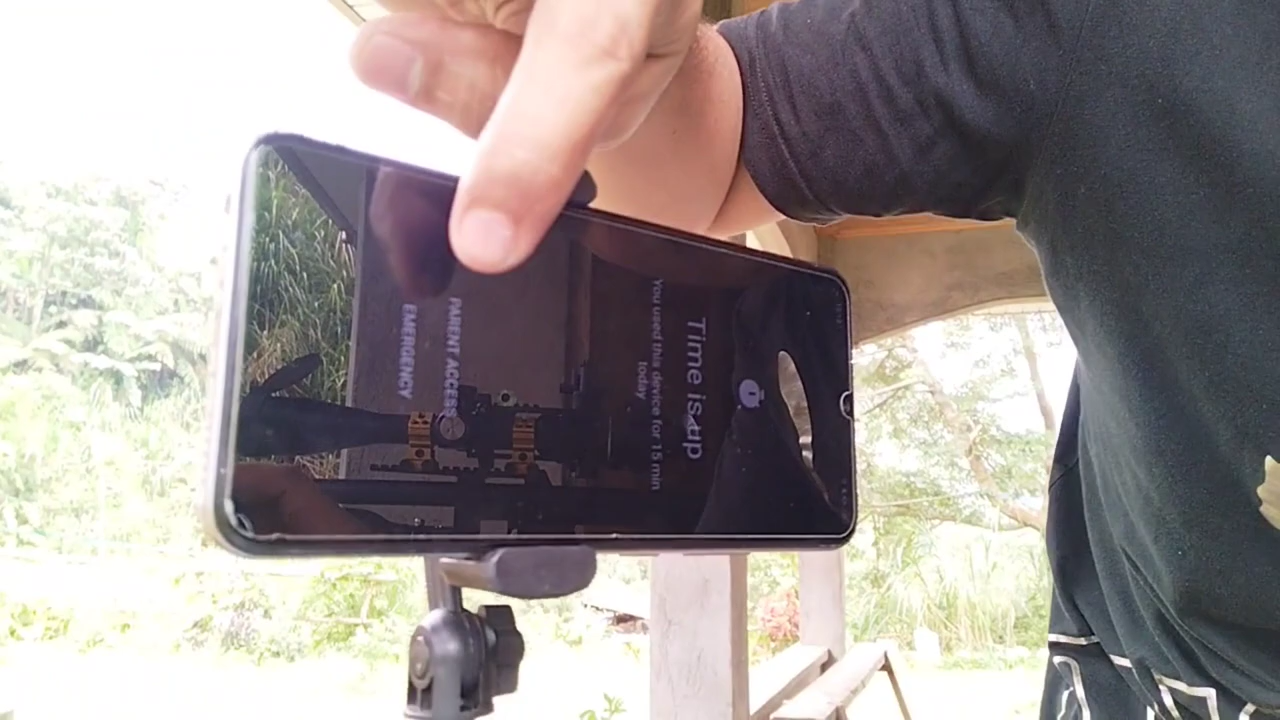 Time is up
You used this device for 15 min
today
PARENT ACCESS
EMERGENCY